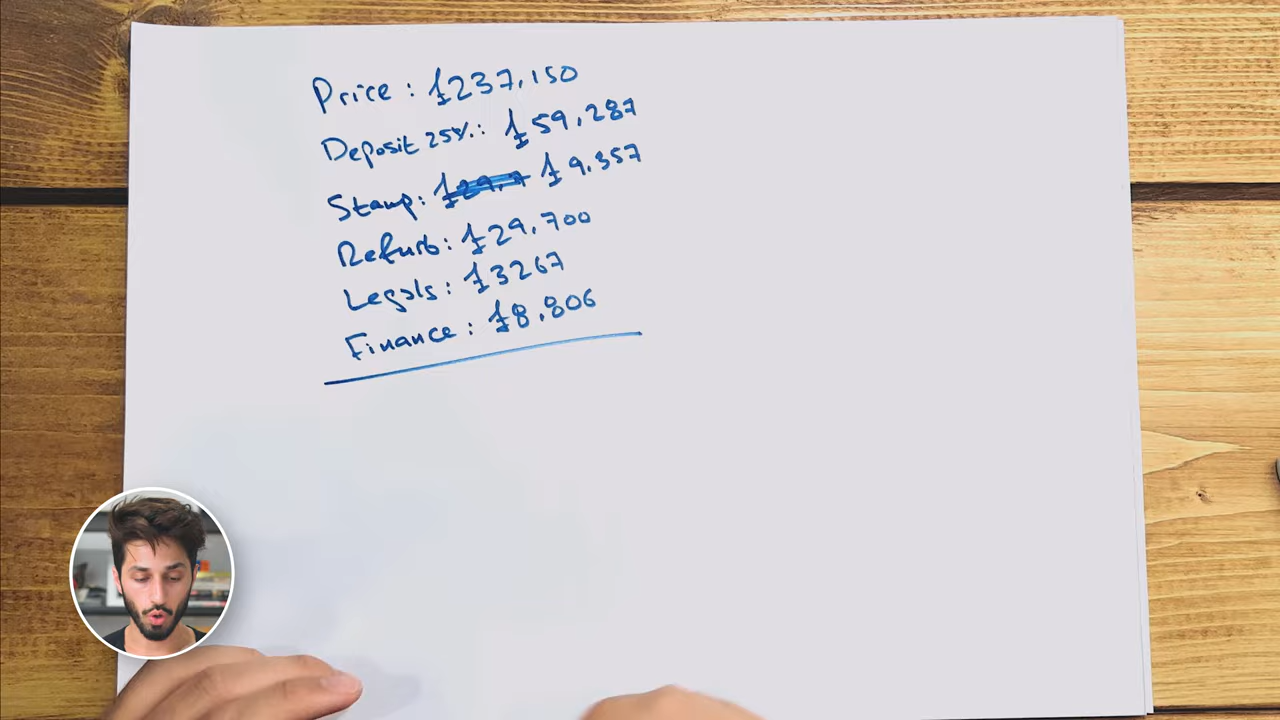 Price: £237,150
Deposit 25%: £59,287
Stamp: £9,357
Refurb: £29,700
Legals: £3267
Finance: £8,806